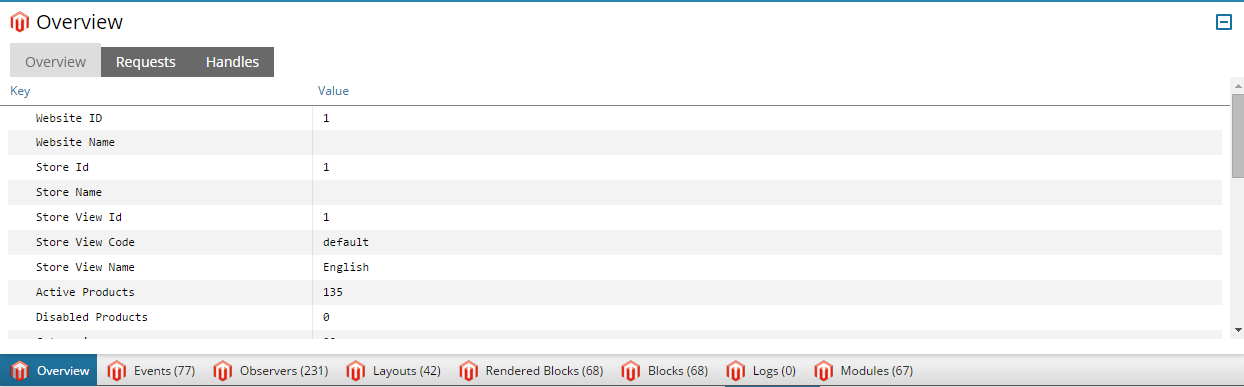 Overview
Overview Requests Handles
Key Value
Website ID 1
Website Name
Store Id 1
Store Name
Store View Id 1
Store View Code default
Store View Name English
Active Products 135
Disabled Products 0
Overview Events (77) Observers (231) Layouts (42) Rendered Blocks (68) Blocks (68) Logs (0) Modules (67)